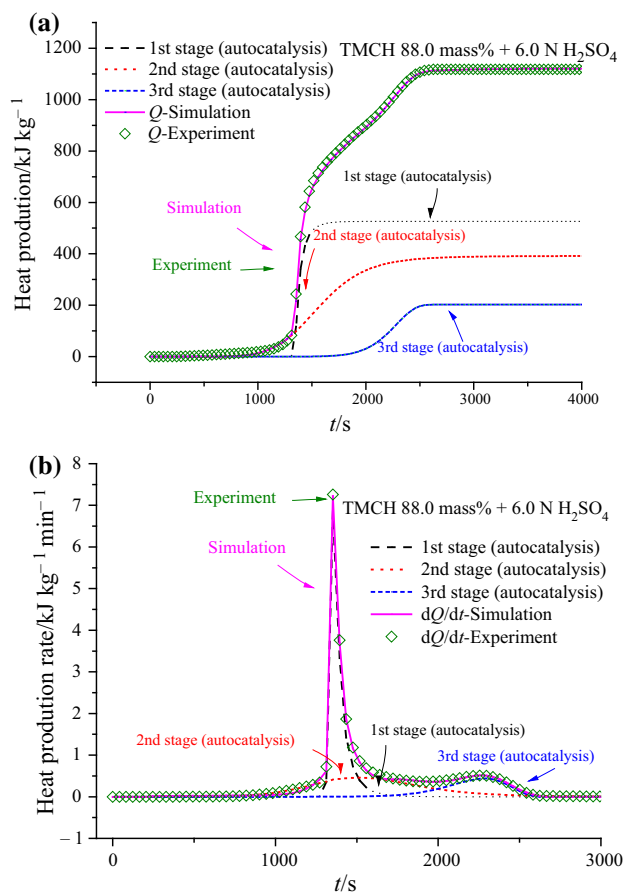 (a)
1200
1000
800
600
400
200
0
Heat production/kJ kg⁻¹
1st stage (autocatalysis)
2nd stage (autocatalysis)
3rd stage (autocatalysis)
Q-Simulation
Q-Experiment
TMCH 88.0 mass% + 6.0 N H₂SO₄
1st stage (autocatalysis)
Simulation
2nd stage (autocatalysis)
Experiment
3rd stage (autocatalysis)
0 1000 2000 3000 4000
t/s
(b)
8
7
6
5
4
3
2
1
0
−1
Heat production rate/kJ kg⁻¹ min⁻¹
Experiment
TMCH 88.0 mass% + 6.0 N H₂SO₄
Simulation
1st stage (autocatalysis)
2nd stage (autocatalysis)
3rd stage (autocatalysis)
dQ/dt-Simulation
dQ/dt-Experiment
1st stage (autocatalysis)
2nd stage (autocatalysis)
3rd stage (autocatalysis)
0 1000 2000 3000
t/s